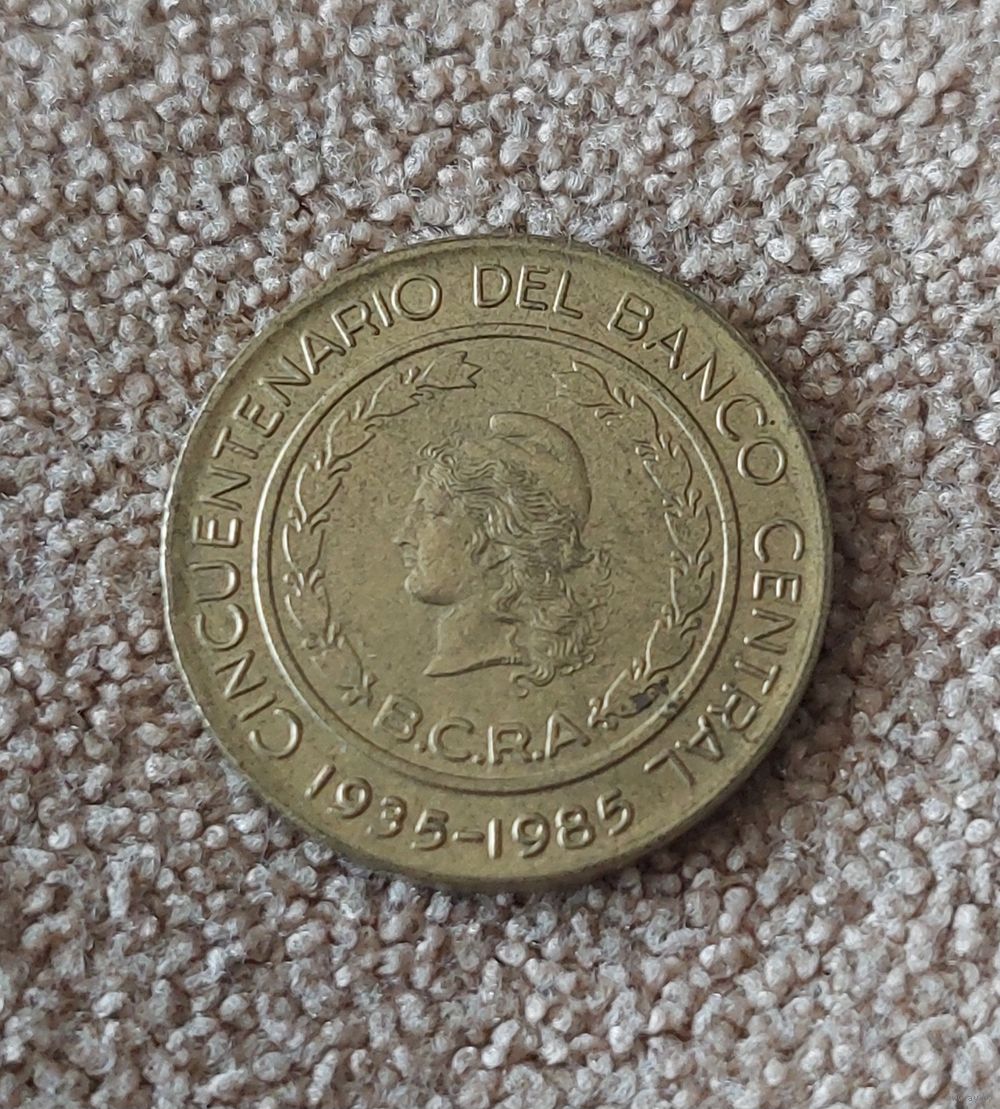 CINCUENTENARIO DEL BANCO CENTRAL
B.C.R.A.
1935-1985